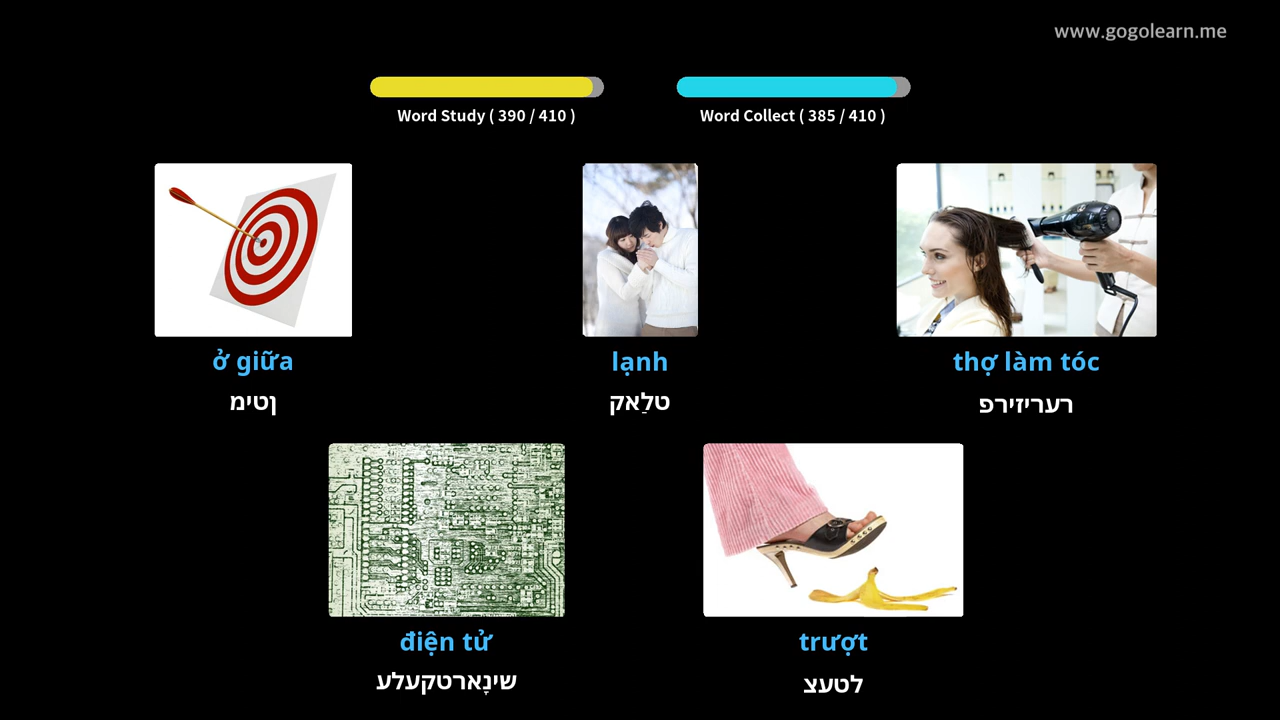 www.gogolearn.me
Word Study ( 390 / 410 )
Word Collect ( 385 / 410 )
ở giữa
ןטימ
lạnh
טלַאק
thợ làm tóc
רעריזירפ
điện tử
שינָארטקעלע
trượt
לטעצ